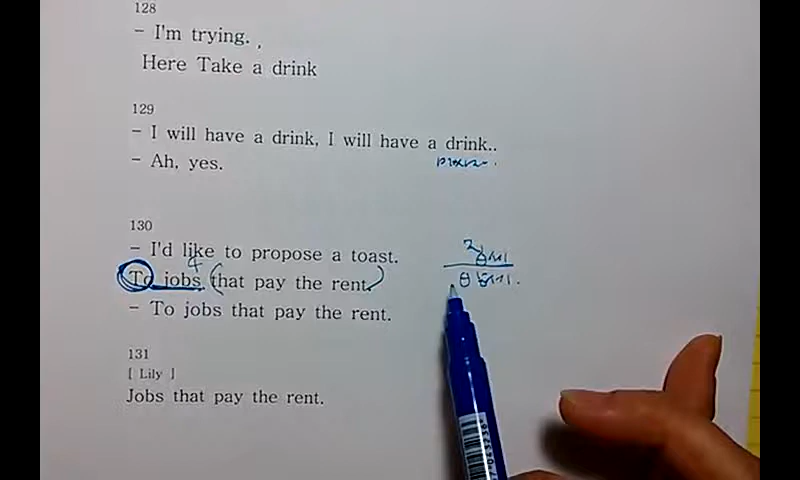 128
- I'm trying. ,
Here Take a drink
129
- I will have a drink, I will have a drink..
- Ah, yes.
130
- I'd like to propose a toast.
To jobs (that pay the rent)
- To jobs that pay the rent.
131
[ Lily ]
Jobs that pay the rent.